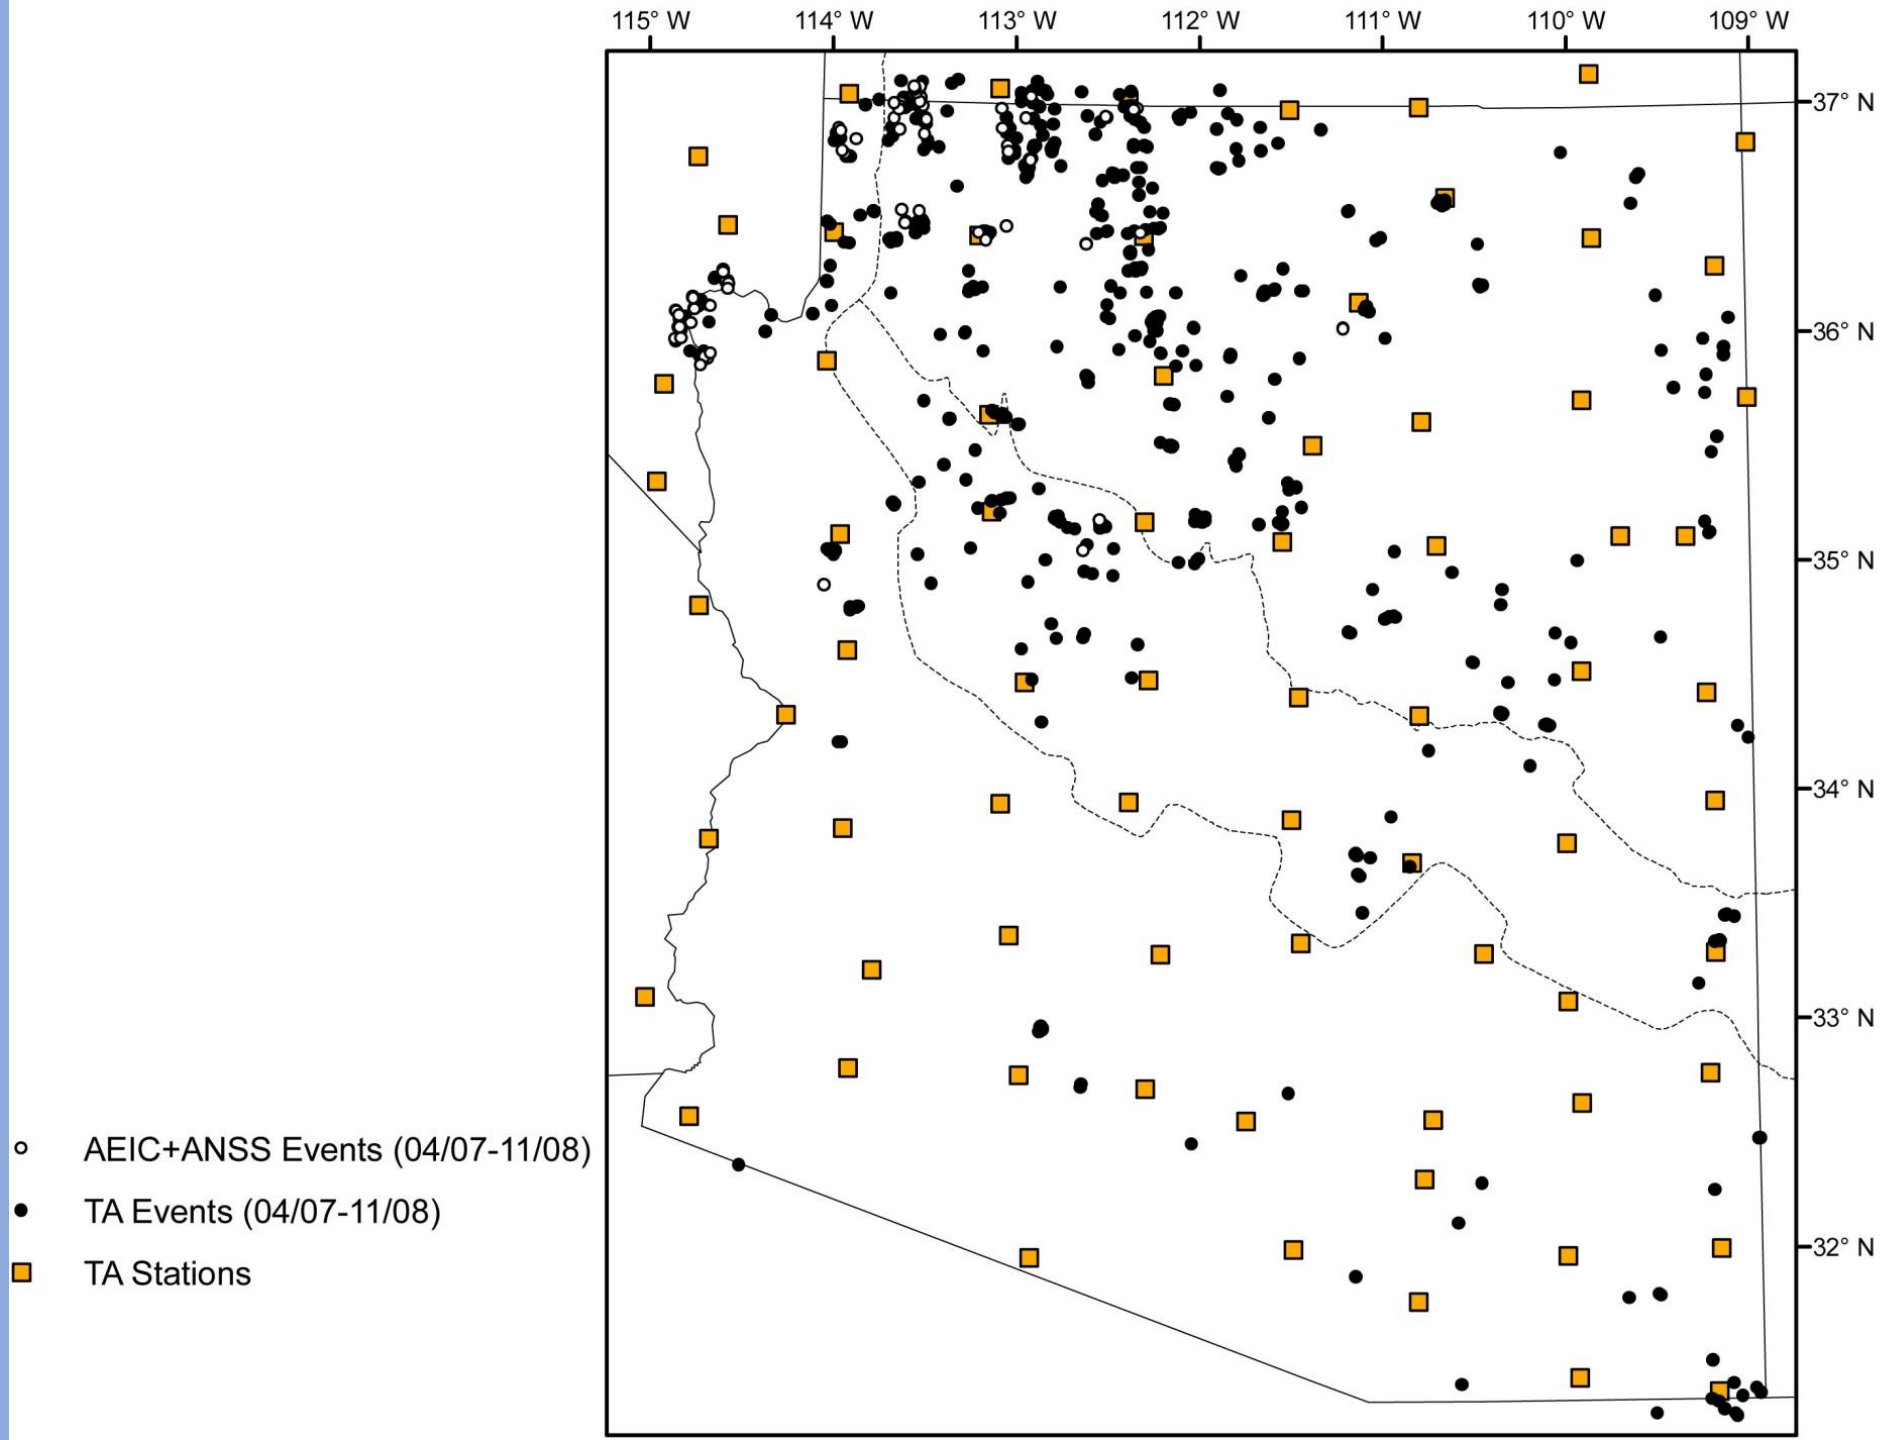 115° W 114° W 113° W 112° W 111° W 110° W 109° W
37° N
36° N
35° N
34° N
33° N
32° N
AEIC+ANSS Events (04/07-11/08)
TA Events (04/07-11/08)
TA Stations